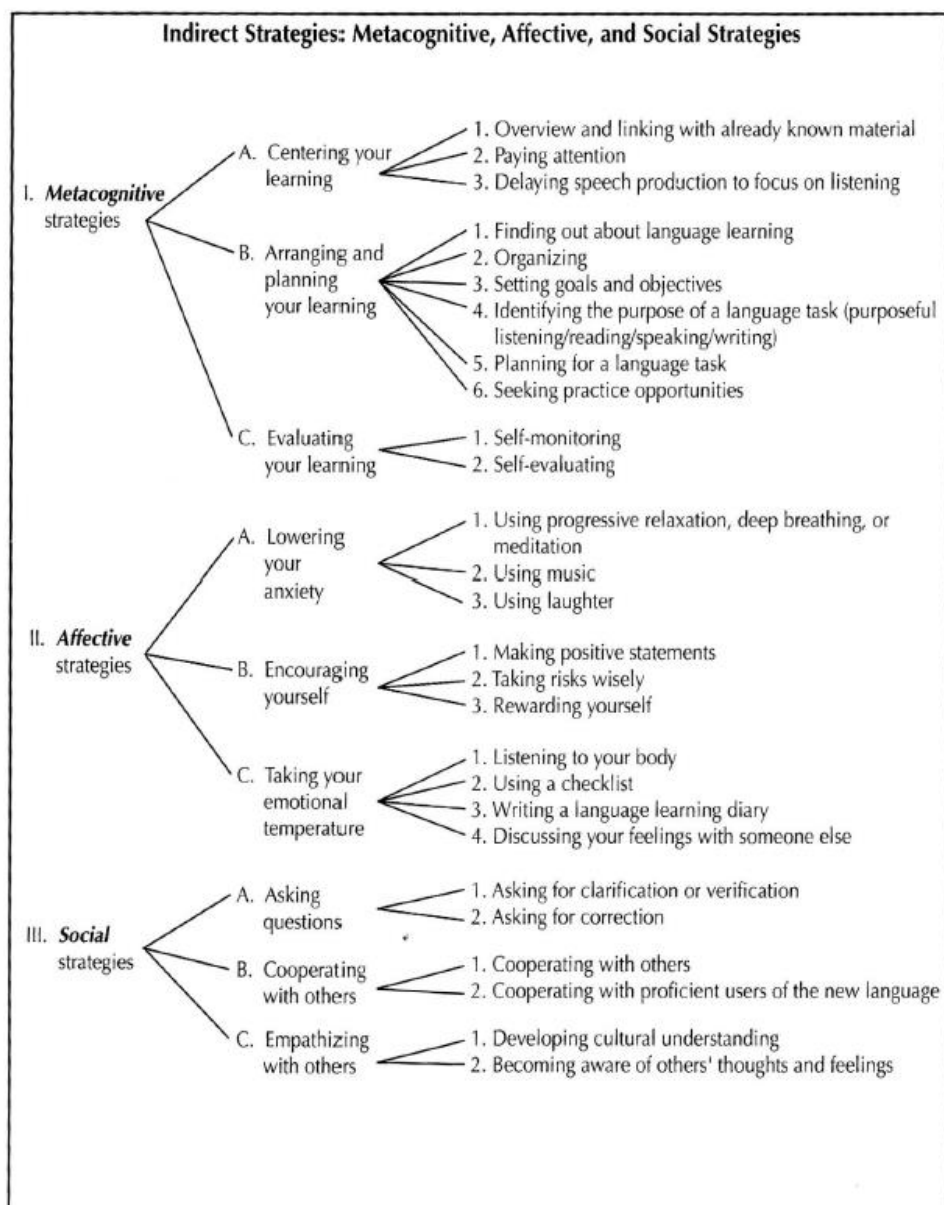 Indirect Strategies: Metacognitive, Affective, and Social Strategies
I. Metacognitive
strategies
A. Centering your
learning
1. Overview and linking with already known material
2. Paying attention
3. Delaying speech production to focus on listening
B. Arranging and
planning
your learning
1. Finding out about language learning
2. Organizing
3. Setting goals and objectives
4. Identifying the purpose of a language task (purposeful
listening/reading/speaking/writing)
5. Planning for a language task
6. Seeking practice opportunities
C. Evaluating
your learning
1. Self-monitoring
2. Self-evaluating
II. Affective
strategies
A. Lowering
your
anxiety
1. Using progressive relaxation, deep breathing, or
meditation
2. Using music
3. Using laughter
B. Encouraging
yourself
1. Making positive statements
2. Taking risks wisely
3. Rewarding yourself
C. Taking your
emotional
temperature
1. Listening to your body
2. Using a checklist
3. Writing a language learning diary
4. Discussing your feelings with someone else
III. Social
strategies
A. Asking
questions
1. Asking for clarification or verification
2. Asking for correction
B. Cooperating
with others
1. Cooperating with others
2. Cooperating with proficient users of the new language
C. Empathizing
with others
1. Developing cultural understanding
2. Becoming aware of others' thoughts and feelings